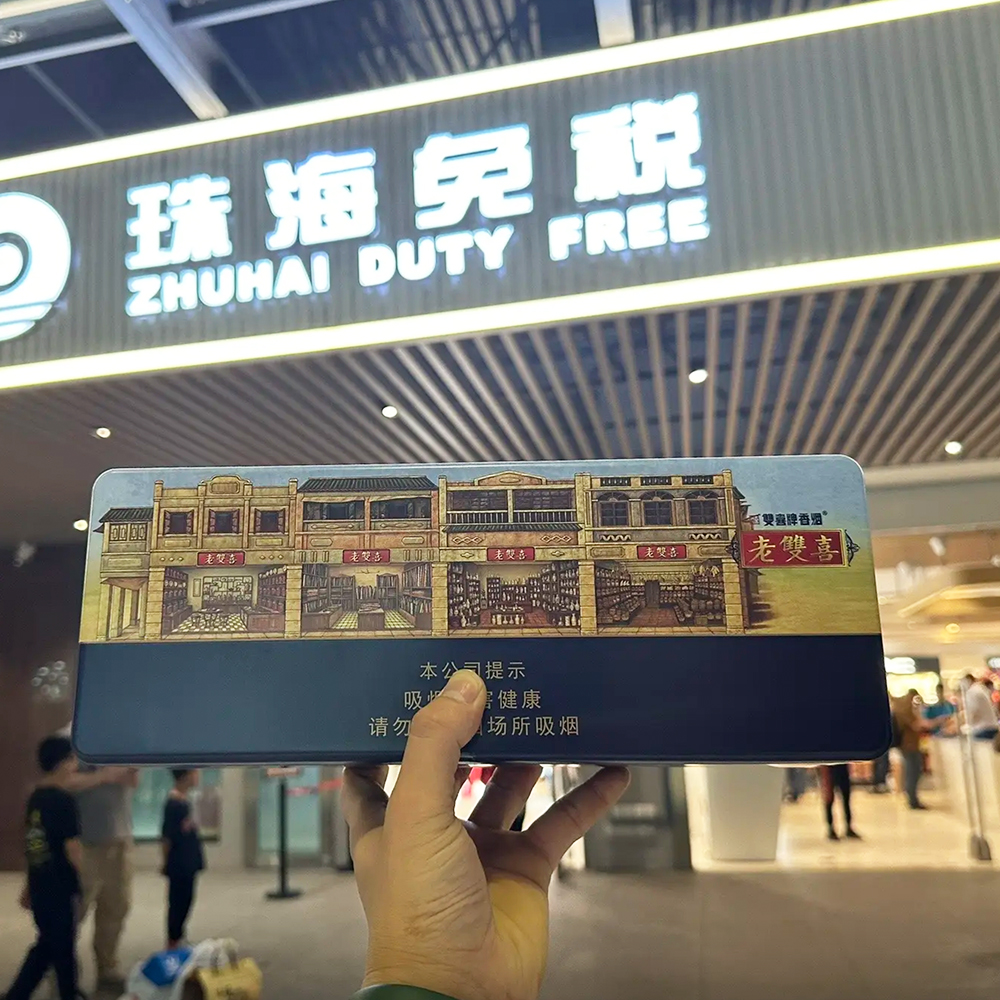 珠海免税
ZHUHAI DUTY FREE
雙喜牌香烟®
老雙喜
老雙喜
老雙喜
老雙喜
老雙喜
本公司提示
吸烟 害健康
请勿 场所吸烟